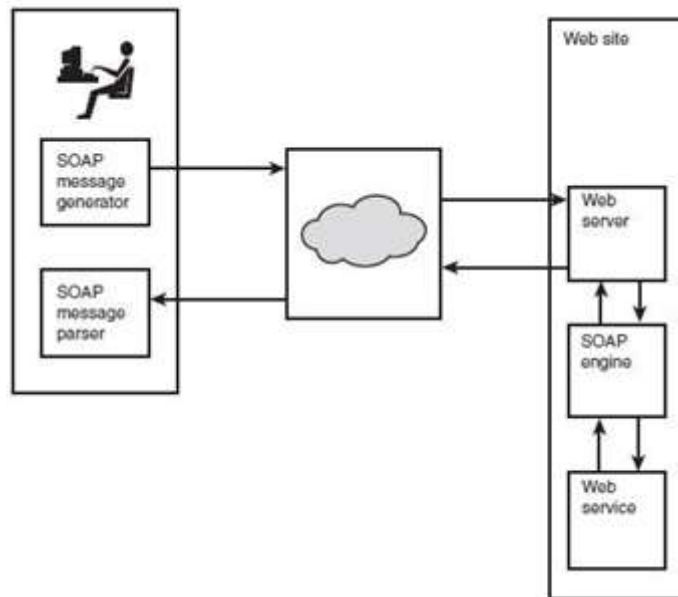 Web site
SOAP
message
generator
SOAP
message
parser
Web
server
SOAP
engine
Web
service